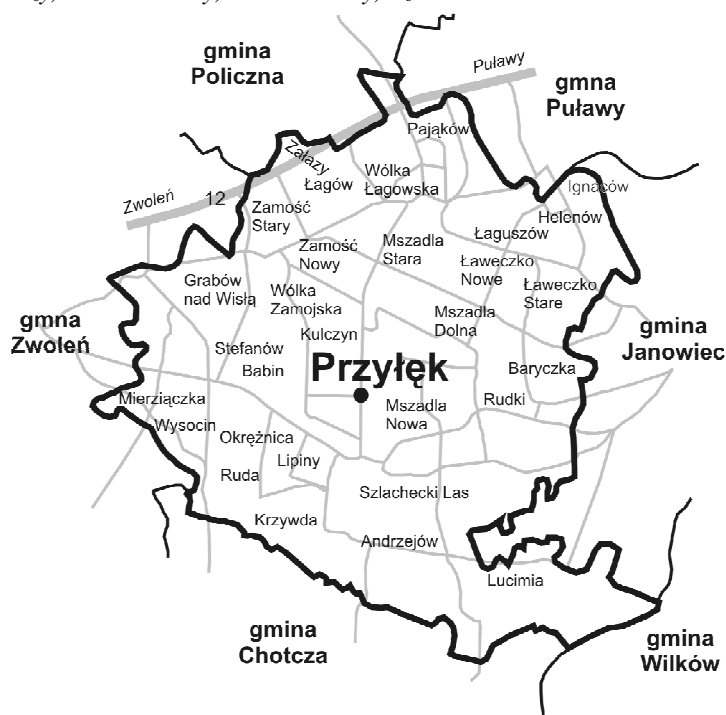 gmina
Policzna
Puławy
gmna
Puławy
Pająków
Załazy
Wólka
Łagowska
Łagów
Ignaców
Zwoleń
12
Zamość
Stary
Helenów
Łaguszów
Zamość
Nowy
Mszadla
Stara
Ławeczko
Nowe
Ławeczko
Stare
Grabów
nad Wisłą
Wólka
Zamojska
Mszadla
Dolna
gmna
Zwoleń
gmina
Janowiec
Kulczyn
Stefanów
Babin
Przyłęk
Baryczka
Mierziączka
Rudki
Mszadla
Nowa
Wysocin
Okrężnica
Lipiny
Ruda
Szlachecki Las
Krzywda
Andrzejów
Lucimia
gmina
Chotcza
gmina
Wilków